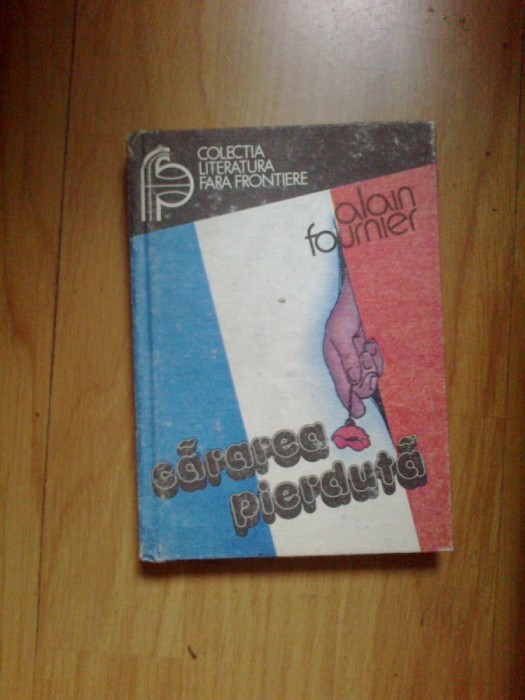 COLECTIA
LITERATURA
FARA FRONTIERE
alain
fournier
cărarea
pierdută